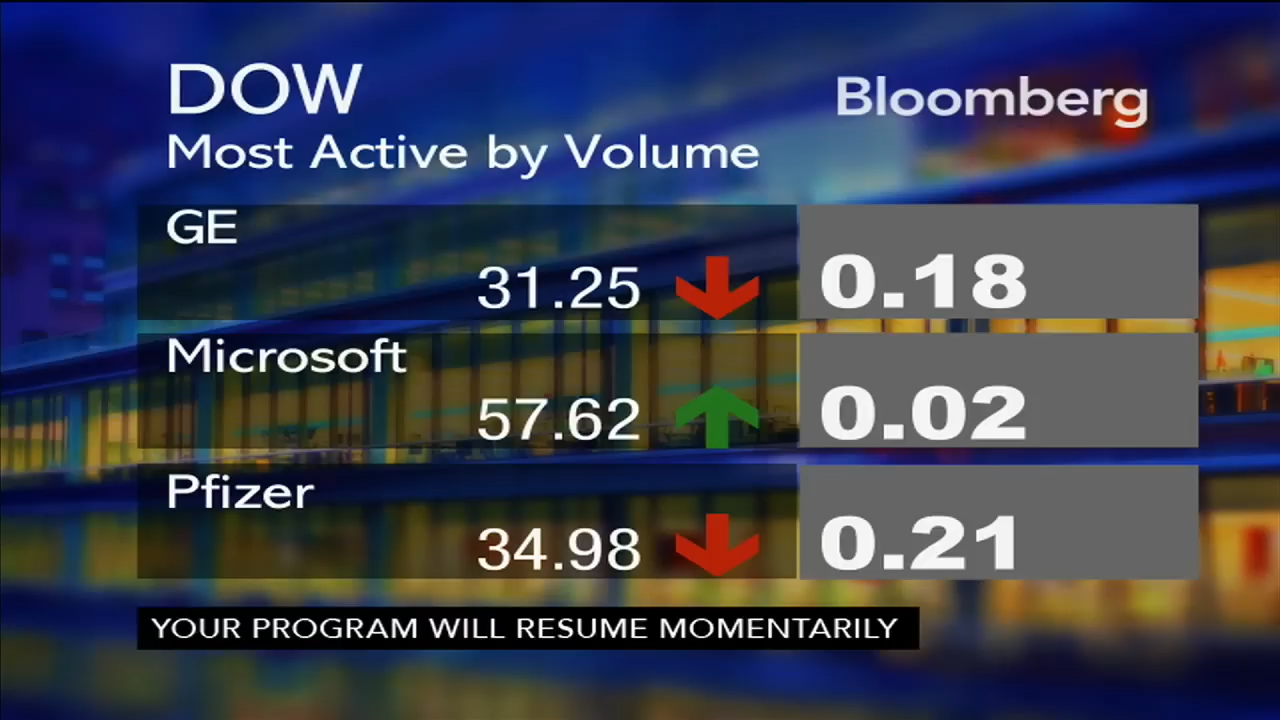 DOW
Bloomberg
Most Active by Volume
GE
31.25 0.18
Microsoft
57.62 0.02
Pfizer
34.98 0.21
YOUR PROGRAM WILL RESUME MOMENTARILY